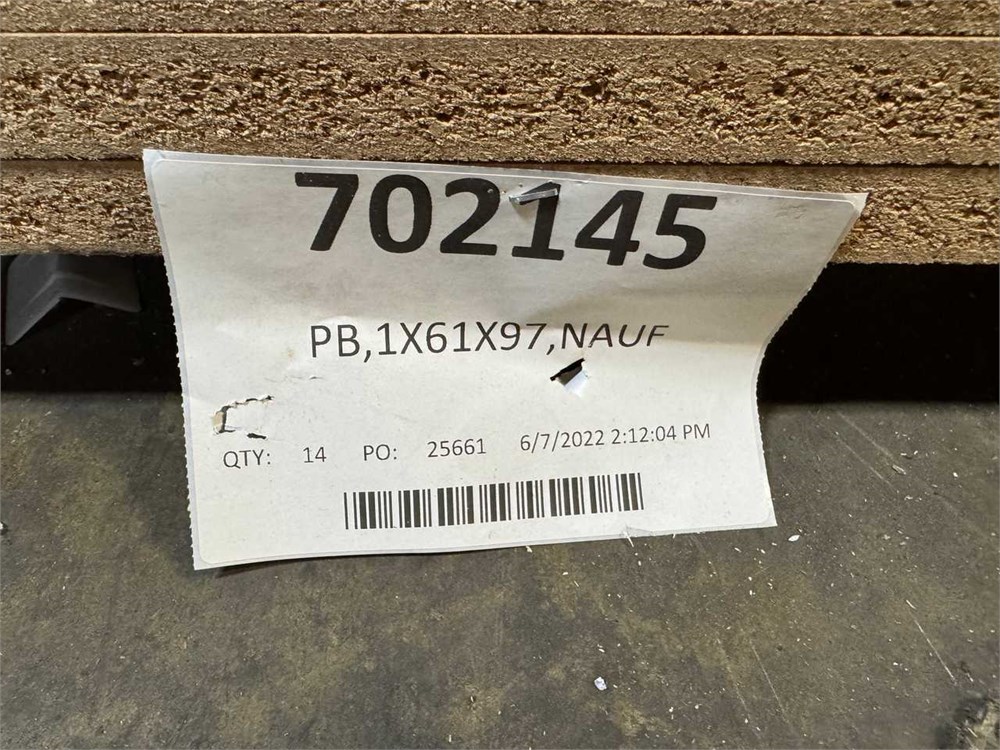 702145
PB,1X61X97,NAUF
QTY: 14 PO: 25661 6/7/2022 2:12:04 PM